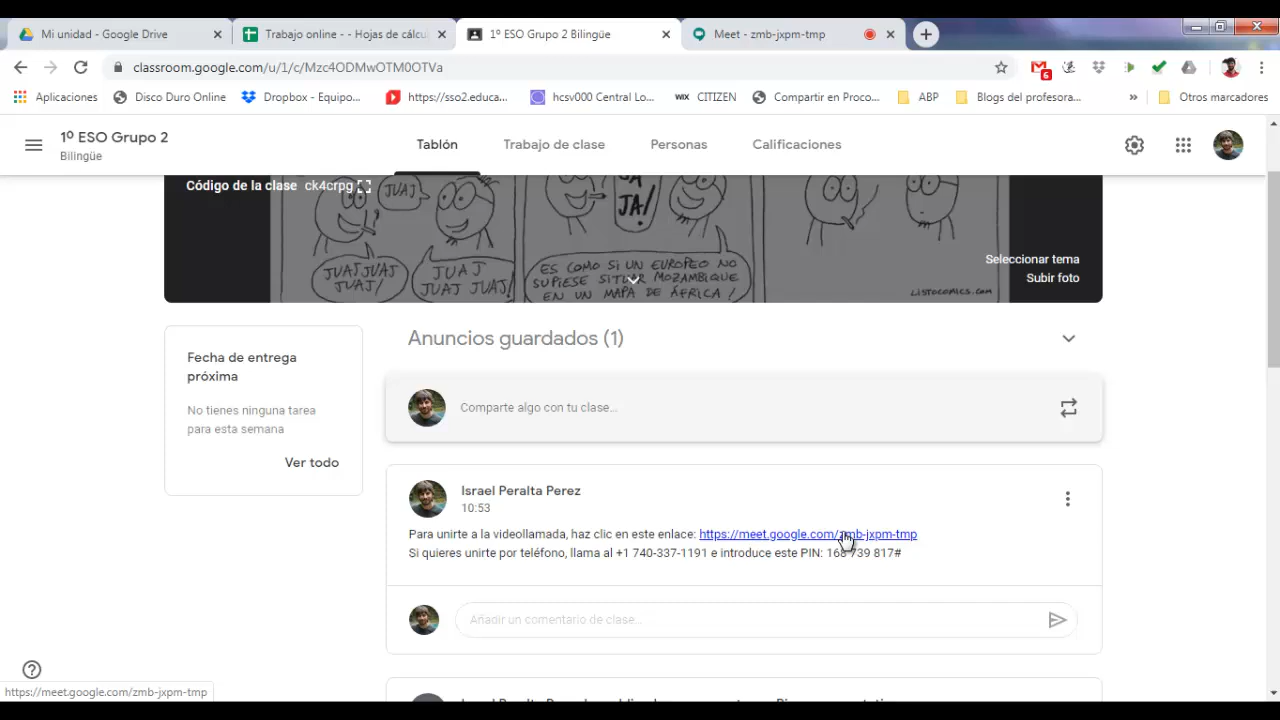 Mi unidad - Google Drive
Trabajo online - - Hojas de cálcu
1º ESO Grupo 2 Bilingüe
Meet - zmb-jxpm-tmp
classroom.google.com/u/1/c/Mzc4ODMwOTM0OTVa
6
Aplicaciones
Disco Duro Online
Dropbox - Equipo...
https://sso2.educa...
hcsv000 Central Lo...
WIX CITIZEN
Compartir en Proco...
ABP
Blogs del profesora...
»
Otros marcadores
1º ESO Grupo 2
Bilingüe
Tablón
Trabajo de clase
Personas
Calificaciones
Código de la clase ck4crpg
JUAJ
JA!
JUAJJUAJ
JUAJ!
JUAJ
JUAJ JUAJ!
ES COMO SI UN EUROPEO NO
SUPIESE SITUAR MOZAMBIQUE
EN UN MAPA DE ÁFRICA!
LISTOCOMICS.COM
Seleccionar tema
Subir foto
Fecha de entrega
próxima
No tienes ninguna tarea
para esta semana
Ver todo
Anuncios guardados (1)
Comparte algo con tu clase...
Israel Peralta Perez
10:53
Para unirte a la videollamada, haz clic en este enlace: https://meet.google.com/zmb-jxpm-tmp
Si quieres unirte por teléfono, llama al +1 740-337-1191 e introduce este PIN: 168 739 817#
Añadir un comentario de clase...
https://meet.google.com/zmb-jxpm-tmp